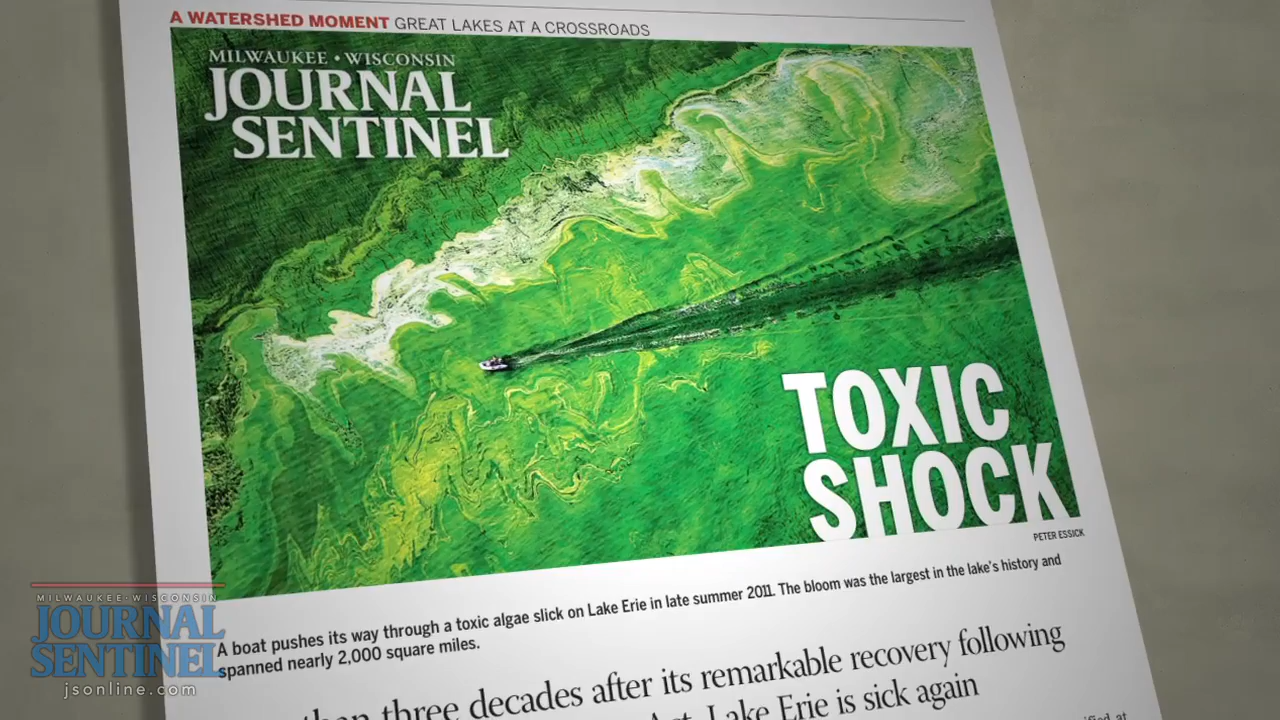 A WATERSHED MOMENT GREAT LAKES AT A CROSSROADS
MILWAUKEE • WISCONSIN
JOURNAL
SENTINEL
TOXIC
SHOCK
PETER ESSICK
A boat pushes its way through a toxic algae slick on Lake Erie in late summer 2011. The bloom was the largest in the lake's history and
spanned nearly 2,000 square miles.
than three decades after its remarkable recovery following
Act, Lake Erie is sick again
MILWAUKEE • WISCONSIN
JOURNAL
SENTINEL
jsonline.com